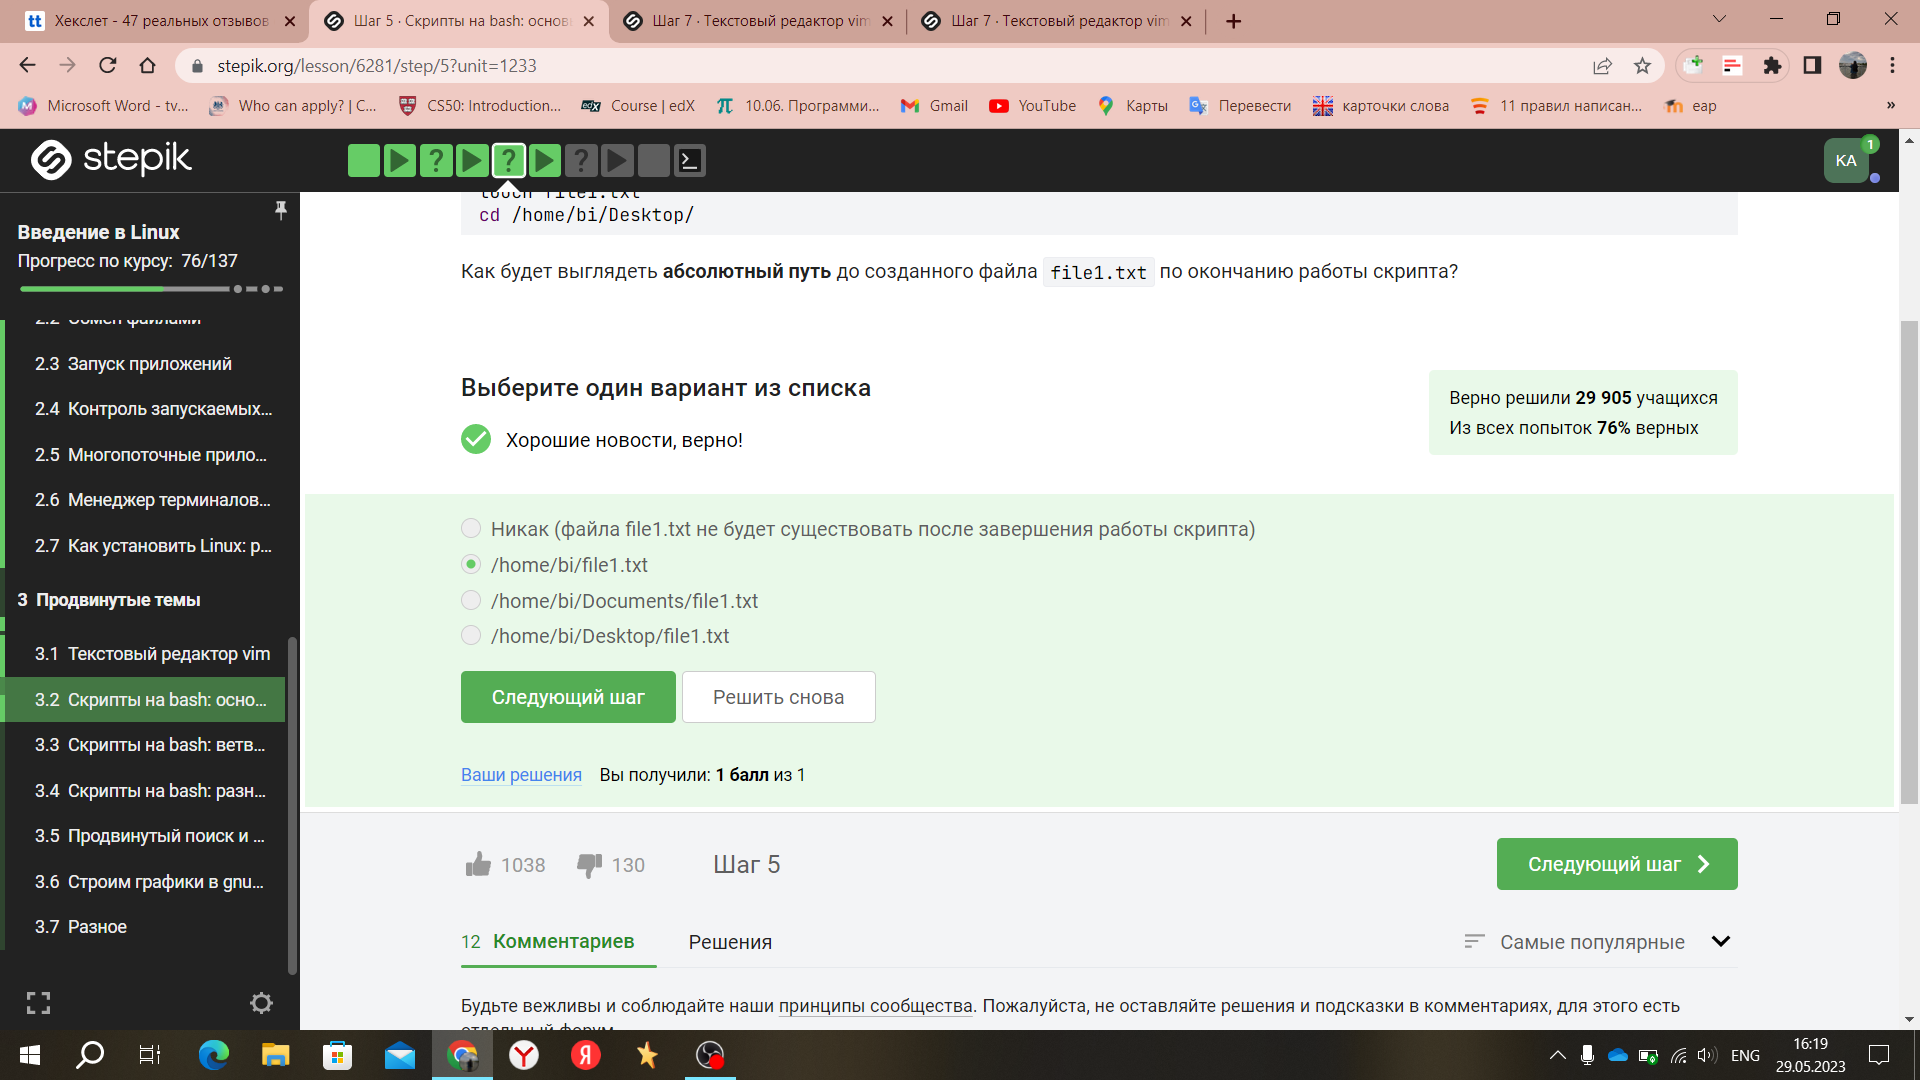 Хекслет - 47 реальных отзывов
Шаг 5 · Скрипты на bash: основ
Шаг 7 · Текстовый редактор vim
Шаг 7 · Текстовый редактор vim
stepik.org/lesson/6281/step/5?unit=1233
Microsoft Word - tv...
Who can apply? | C...
CS50: Introduction...
edX
Course | edX
10.06. Программи...
Gmail
YouTube
Карты
Перевести
карточки слова
11 правил написан...
eap
»
stepik
KA
1
Введение в Linux
Прогресс по курсу: 76/137
2.2 Обмен файлами
2.3 Запуск приложений
2.4 Контроль запускаемых...
2.5 Многопоточные прило...
2.6 Менеджер терминалов...
2.7 Как установить Linux: р...
3 Продвинутые темы
3.1 Текстовый редактор vim
3.2 Скрипты на bash: осно...
3.3 Скрипты на bash: ветв...
3.4 Скрипты на bash: разн...
3.5 Продвинутый поиск и ...
3.6 Строим графики в gnu...
3.7 Разное
touch file1.txt
cd /home/bi/Desktop/
Как будет выглядеть абсолютный путь до созданного файла file1.txt по окончанию работы скрипта?
Выберите один вариант из списка
Хорошие новости, верно!
Верно решили 29 905 учащихся
Из всех попыток 76% верных
Никак (файла file1.txt не будет существовать после завершения работы скрипта)
/home/bi/file1.txt
/home/bi/Documents/file1.txt
/home/bi/Desktop/file1.txt
Следующий шаг
Решить снова
Ваши решения Вы получили: 1 балл из 1
1038
130
Шаг 5
Следующий шаг
12 Комментариев
Решения
Самые популярные
Будьте вежливы и соблюдайте наши принципы сообщества. Пожалуйста, не оставляйте решения и подсказки в комментариях, для этого есть
отдельный форум.
ENG
16:19
29.05.2023